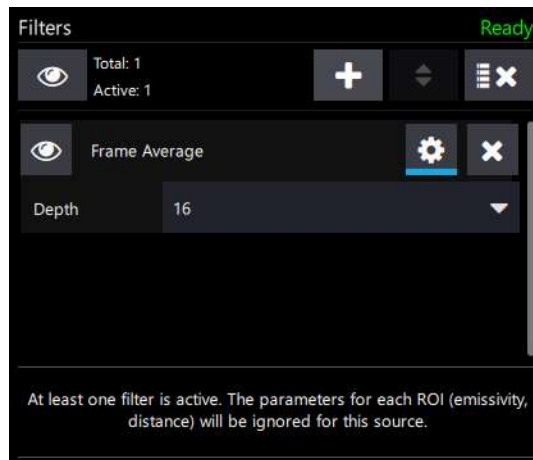 Filters Ready
Total: 1
Active: 1
Frame Average
Depth 16
At least one filter is active. The parameters for each ROI (emissivity,
distance) will be ignored for this source.